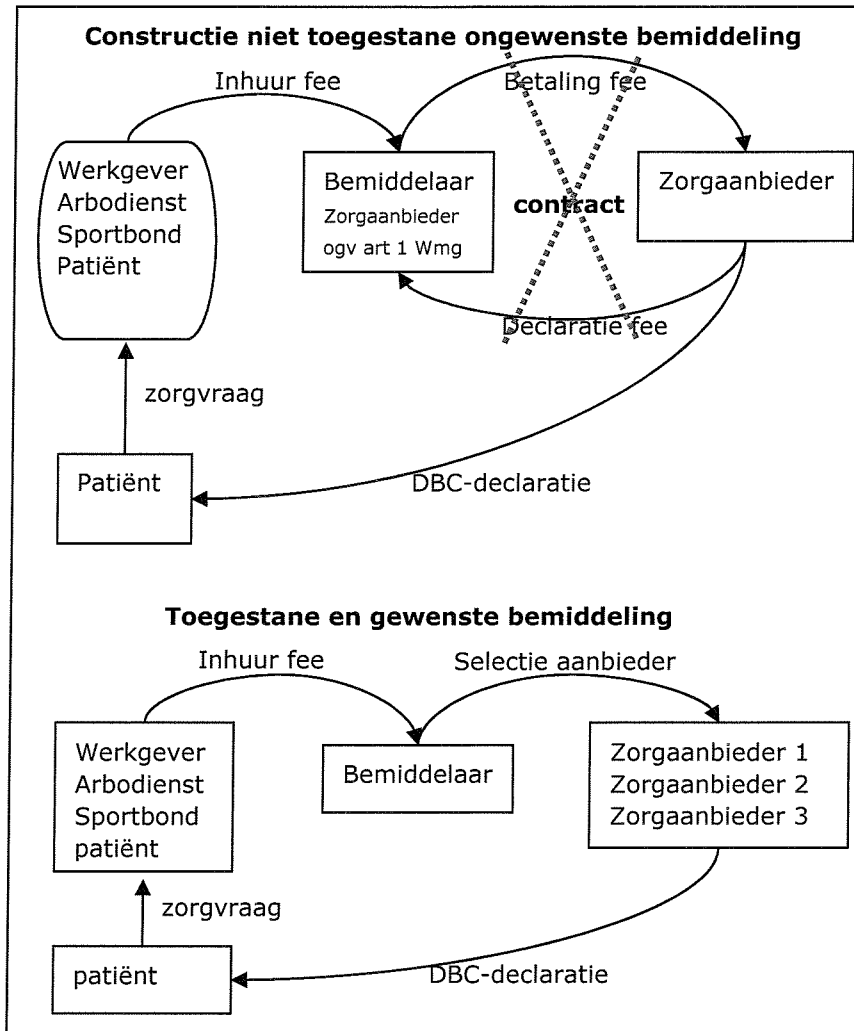 Constructie niet toegestane ongewenste bemiddeling
Inhuur fee
Betaling fee
Werkgever
Arbodienst
Sportbond
Patiënt
Bemiddelaar
Zorgaanbieder
ogv art 1 Wmg
contract
Zorgaanbieder
Declaratie fee
zorgvraag
Patiënt
DBC-declaratie
Toegestane en gewenste bemiddeling
Inhuur fee
Selectie aanbieder
Werkgever
Arbodienst
Sportbond
patiënt
Bemiddelaar
Zorgaanbieder 1
Zorgaanbieder 2
Zorgaanbieder 3
zorgvraag
patiënt
DBC-declaratie